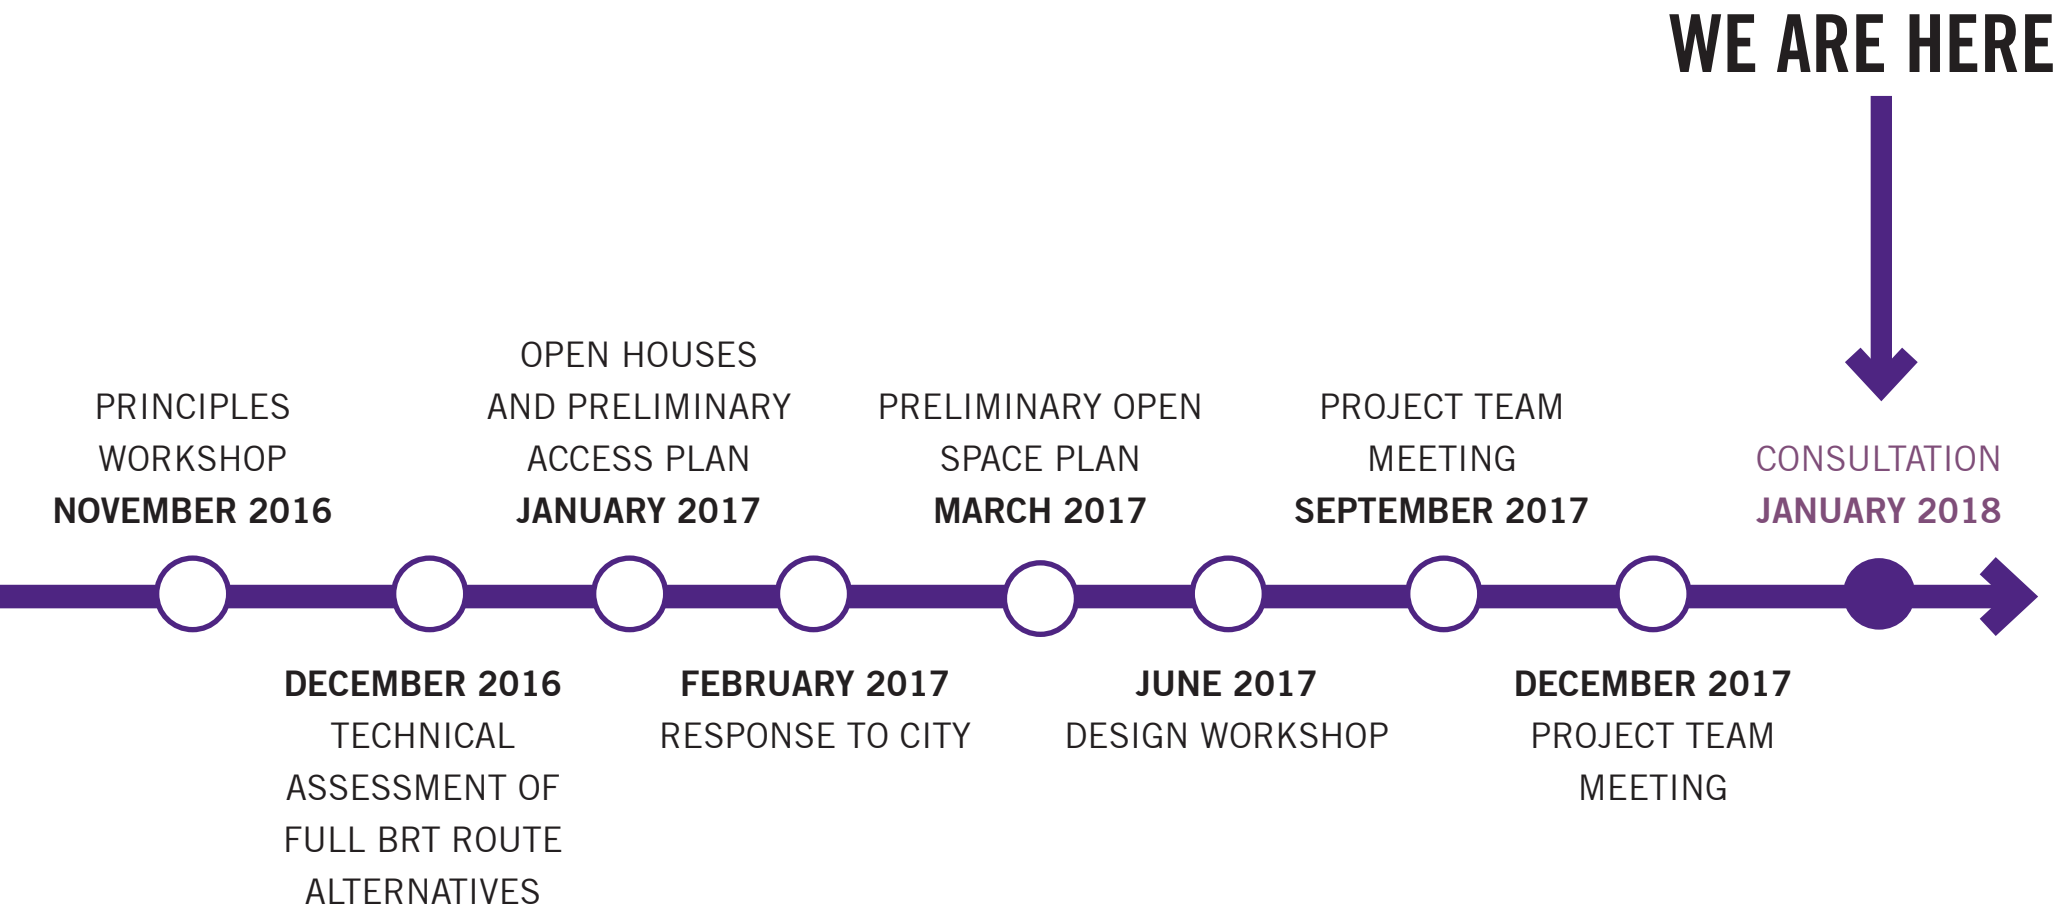 WE ARE HERE
PRINCIPLES
WORKSHOP
NOVEMBER 2016
DECEMBER 2016
TECHNICAL
ASSESSMENT OF
FULL BRT ROUTE
ALTERNATIVES
OPEN HOUSES
AND PRELIMINARY
ACCESS PLAN
JANUARY 2017
FEBRUARY 2017
RESPONSE TO CITY
PRELIMINARY OPEN
SPACE PLAN
MARCH 2017
JUNE 2017
DESIGN WORKSHOP
PROJECT TEAM
MEETING
SEPTEMBER 2017
DECEMBER 2017
PROJECT TEAM
MEETING
CONSULTATION
JANUARY 2018